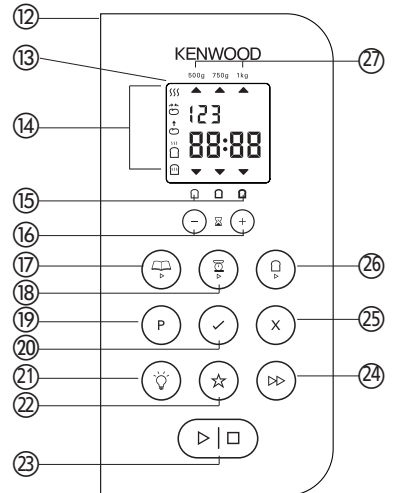 ⑫
⑬ KENWOOD ㉗
500g 750g 1kg
⑭ 123
88:88
⑮
⑯ − +
⑰ ㉖
⑱
⑲ P ✓ X ㉕
⑳
㉑ ㉔
㉒
㉓